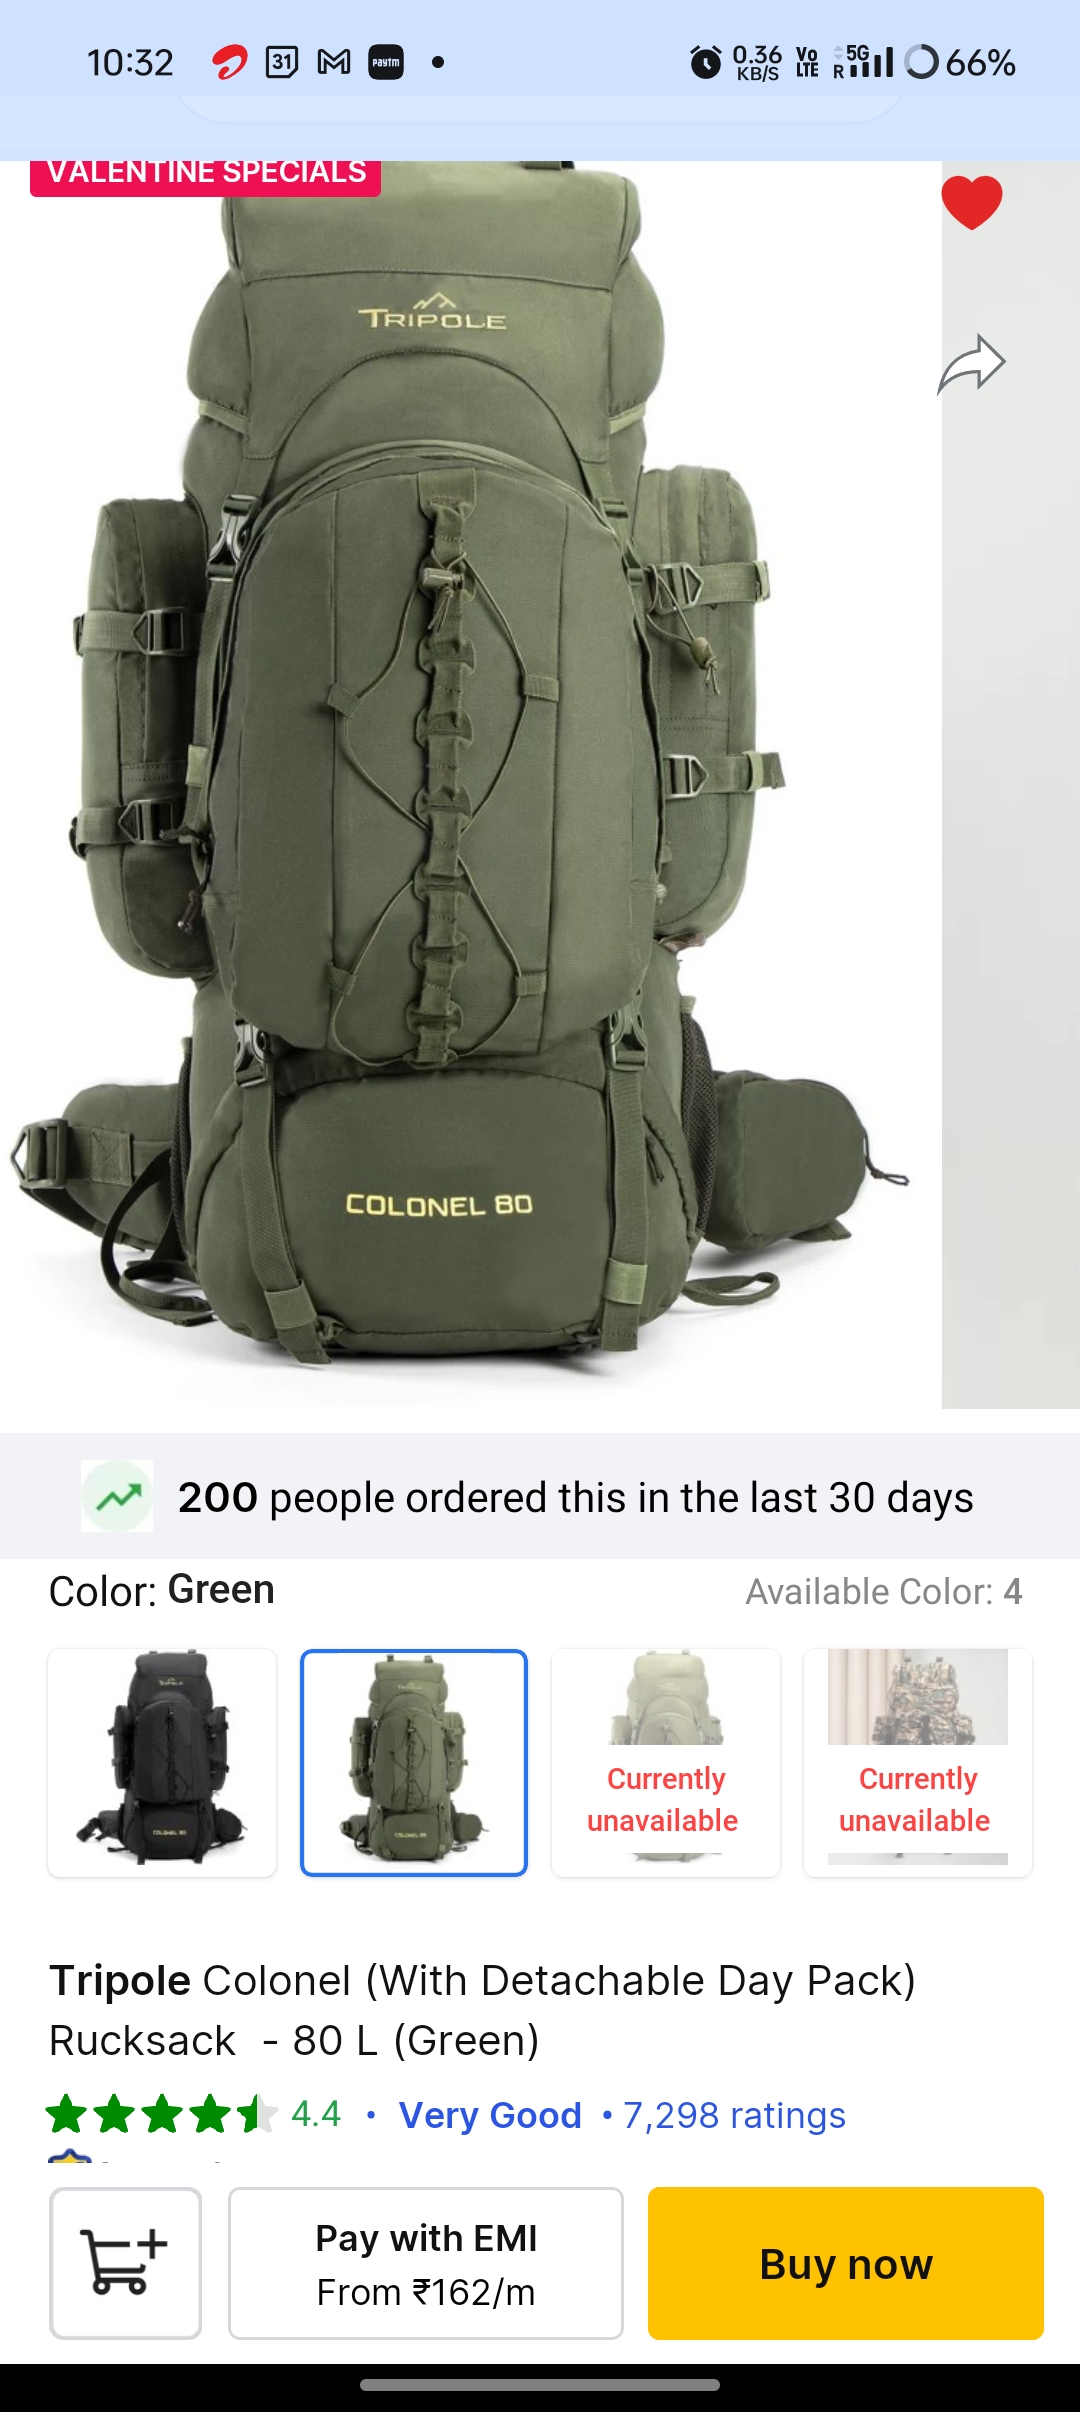 10:32
31
paytm
0.36
KB/S
Vo
LTE
5G
R
66%
VALENTINE SPECIALS
TRIPOLE
COLONEL 80
200 people ordered this in the last 30 days
Color: Green
Available Color: 4
Currently
unavailable
Currently
unavailable
Tripole Colonel (With Detachable Day Pack)
Rucksack - 80 L (Green)
4.4 • Very Good • 7,298 ratings
Pay with EMI
From ₹162/m
Buy now